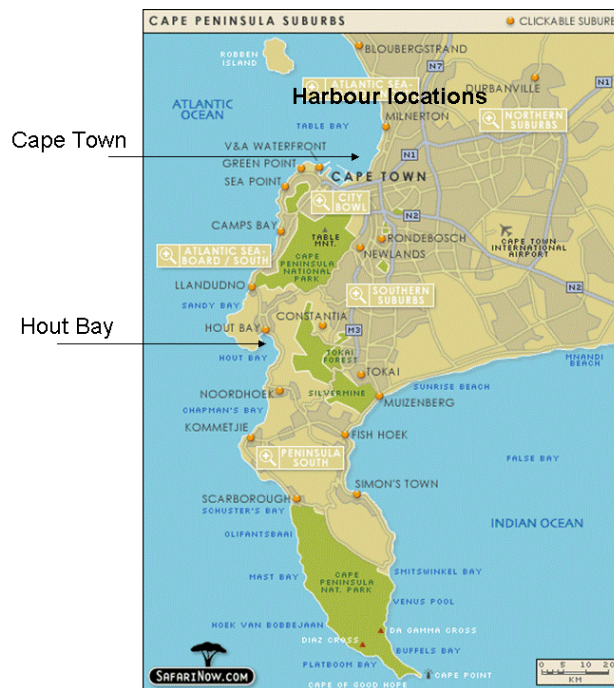 CAPE PENINSULA SUBURBS
CLICKABLE SUBURB
ROBBEN
ISLAND
BLOUBERGSTRAND
N7
DURBANVILLE
ATLANTIC SEA-
Harbour locations
ATLANTIC
OCEAN
MILNERTON
NORTHERN
SUBURBS
TABLE BAY
Cape Town
V&A WATERFRONT
N1
GREEN POINT
CAPE TOWN
N1
SEA POINT
CITY
BOWL
N2
CAMPS BAY
TABLE
MNT.
RONDEBOSCH
CAPE TOWN
INTERNATIONAL
AIRPORT
ATLANTIC SEA-
BOARD / SOUTH
NEWLANDS
CAPE
PENINSULA
NATIONAL
PARK
LLANDUDNO
N2
SOUTHERN
SUBURBS
SANDY BAY
Hout Bay
HOUT BAY
CONSTANTIA
M3
HOUT BAY
TOKAI
FOREST
MNANDI
BEACH
TOKAI
SUNRISE BEACH
NOORDHOEK
SILVERMINE
MUIZENBERG
CHAPMAN'S BAY
KOMMETJIE
FISH HOEK
PENINSULA
SOUTH
FALSE BAY
SIMON'S TOWN
SCARBOROUGH
SCHUSTER'S BAY
INDIAN OCEAN
OLIFANTSBAAI
SMITSWINKEL BAY
MAST BAY
CAPE
PENINSULA
NAT. PARK
VENUS POOL
HOEK VAN BOBBEJAAN
DA GAMMA CROSS
DIAZ CROSS
BUFFELS BAY
PLATBOOM BAY
CAPE POINT
CAPE OF GOOD HOPE
SAFARINOW.COM
0 5 10 20
KM